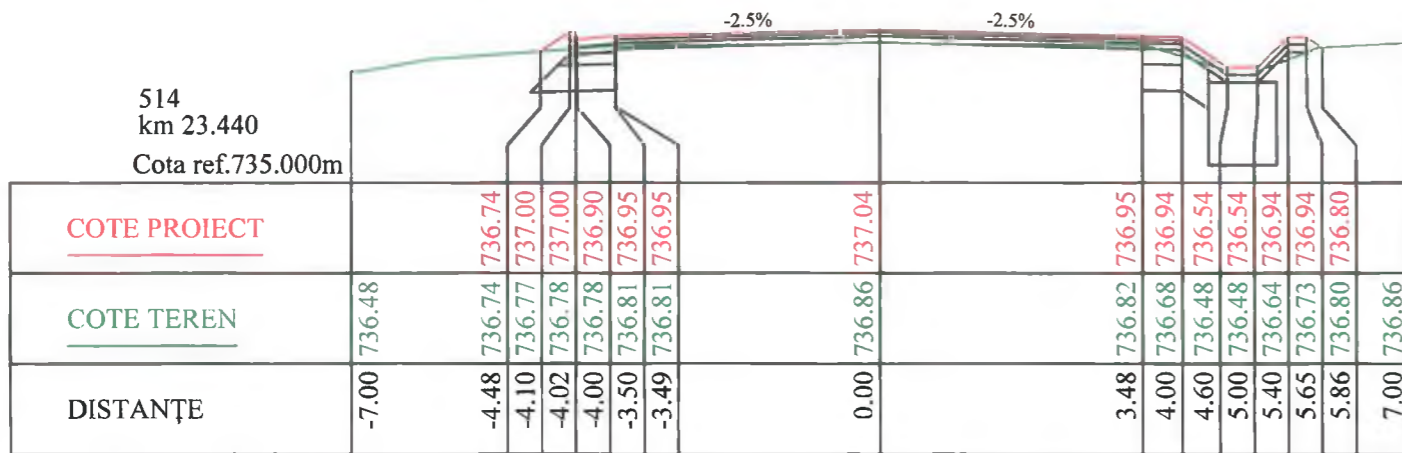 -2.5% -2.5%
514
km 23.440
Cota ref.735.000m
COTE PROIECT 736.74 737.00 737.00 736.90 736.95 736.95 737.04 736.95 736.94 736.54 736.54 736.94 736.94 736.80
COTE TEREN 736.48 736.74 736.77 736.78 736.78 736.81 736.81 736.86 736.82 736.68 736.48 736.48 736.64 736.73 736.80 736.86
DISTANȚE -7.00 -4.48 -4.10 -4.02 -4.00 -3.50 -3.49 0.00 3.48 4.00 4.60 5.00 5.40 5.65 5.86 7.00